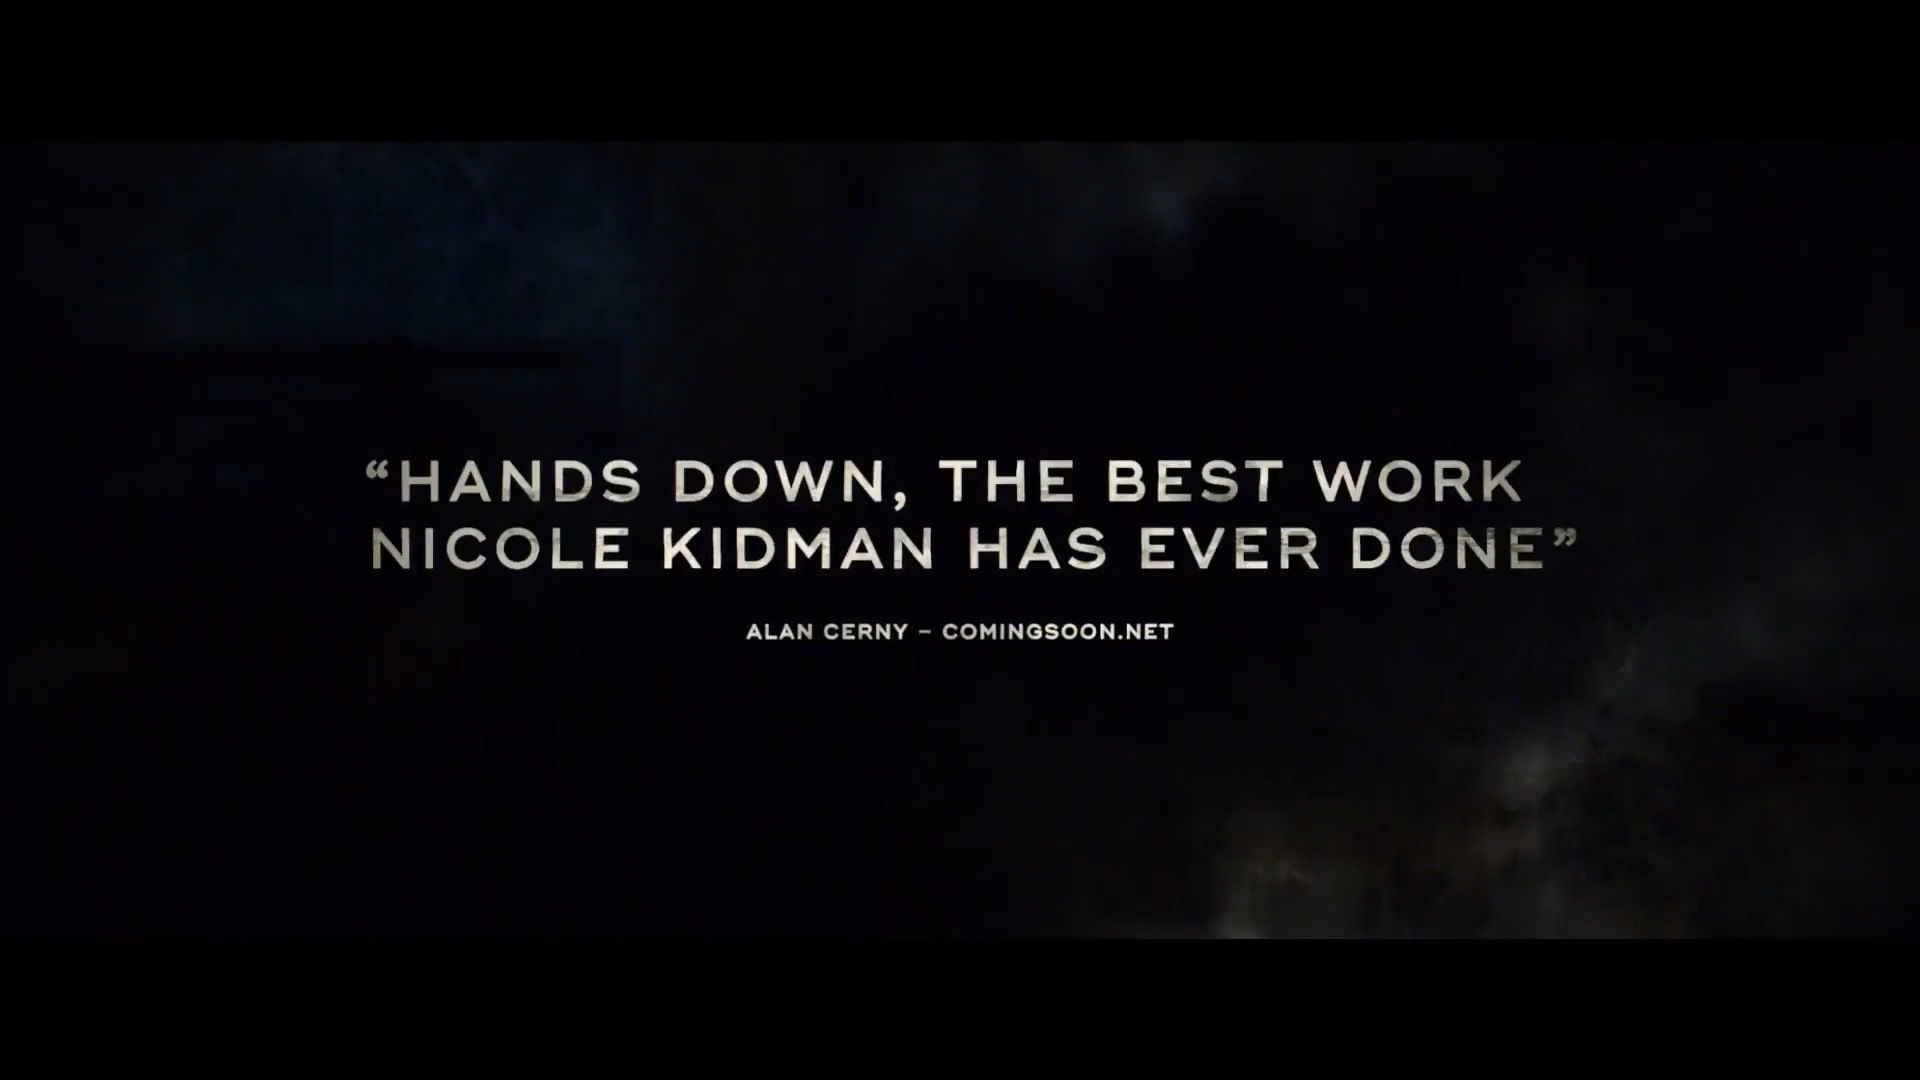 “HANDS DOWN, THE BEST WORK
NICOLE KIDMAN HAS EVER DONE”
ALAN CERNY – COMINGSOON.NET